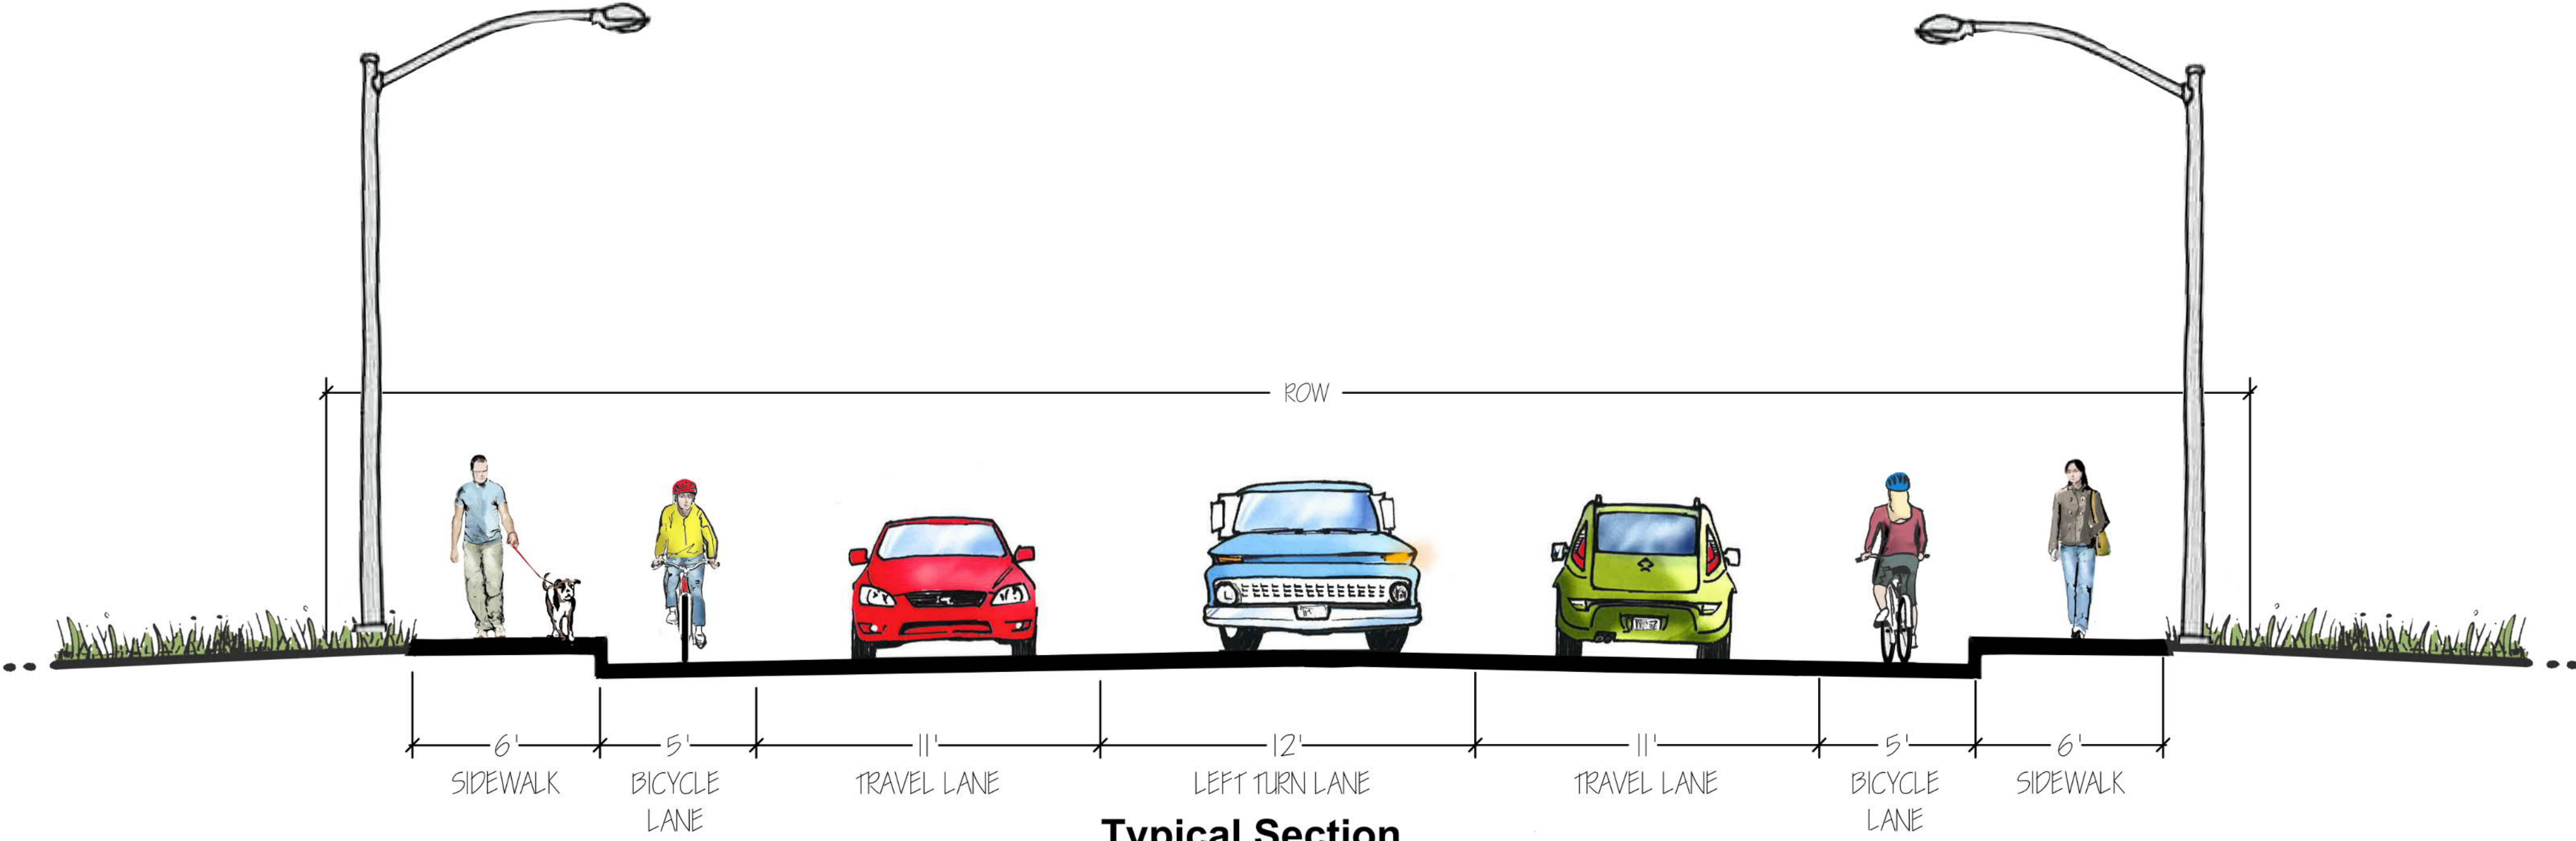 ROW
6' 5' 11' 12' 11' 5' 6'
SIDEWALK BICYCLE TRAVEL LANE LEFT TURN LANE TRAVEL LANE BICYCLE SIDEWALK
LANE LANE
Typical Section